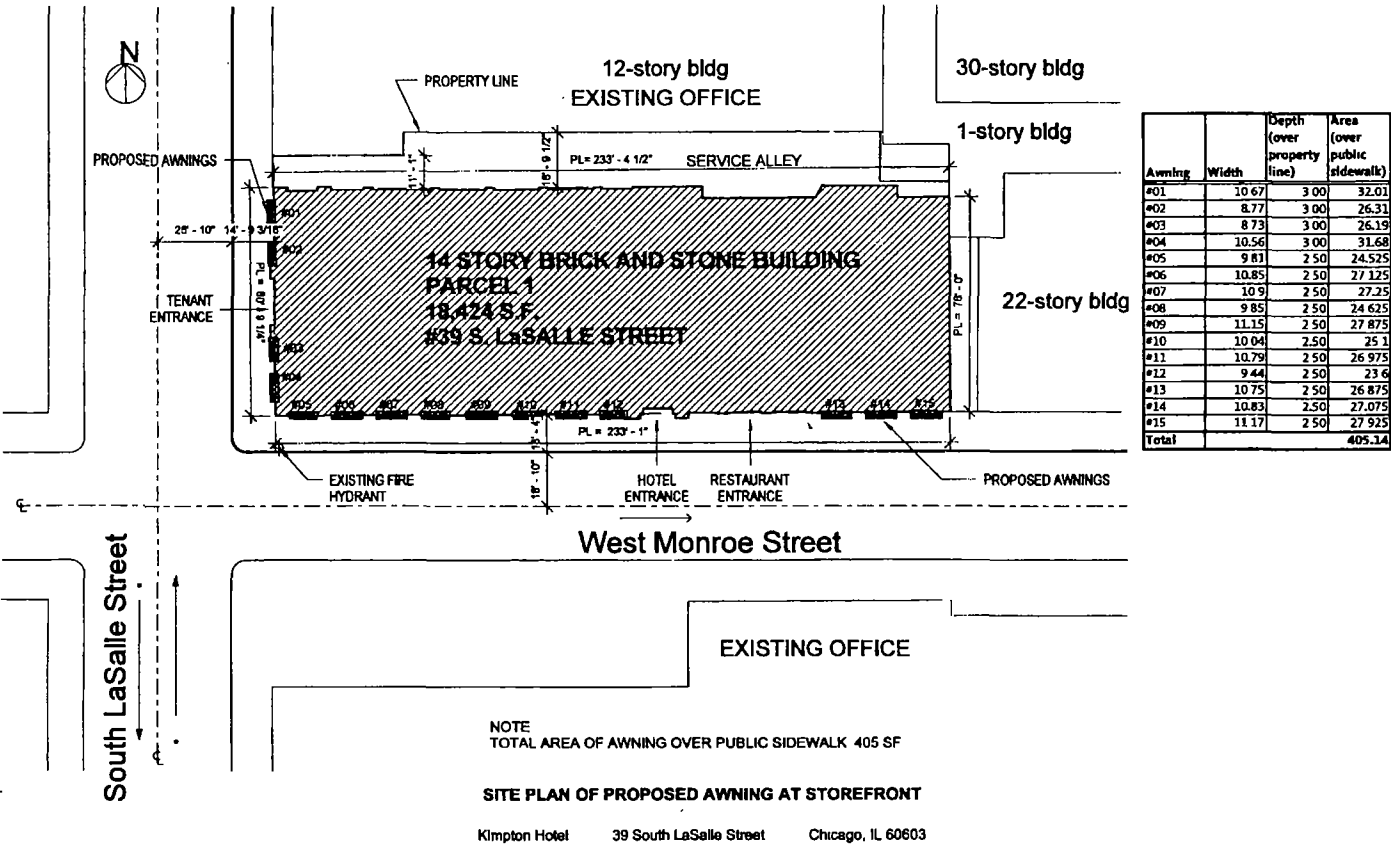 N
12-story bldg
EXISTING OFFICE
30-story bldg
PROPERTY LINE
1-story bldg
PROPOSED AWNINGS
11' - 1"
PL= 233' - 4 1/2"
SERVICE ALLEY
#01
14' - 9 3/16"
#02
14 STORY BRICK AND STONE BUILDING
PARCEL 1
18,424 S.F.
#39 S. LaSALLE STREET
TENANT
ENTRANCE
PL = 80' - 9 1/4"
PL = 78' - 0"
22-story bldg
#03
#04
#05 #06 #07 #08 #09 #10 #11 #12 #13 #14 #15
PL = 233' - 1"
18' - 10"
EXISTING FIRE
HYDRANT
HOTEL
ENTRANCE
RESTAURANT
ENTRANCE
PROPOSED AWNINGS
West Monroe Street
South LaSalle Street
EXISTING OFFICE
NOTE
TOTAL AREA OF AWNING OVER PUBLIC SIDEWALK 405 SF
SITE PLAN OF PROPOSED AWNING AT STOREFRONT
Kimpton Hotel 39 South LaSalle Street Chicago, IL 60603
Awning Width Depth (over property line) Area (over public sidewalk)
#01 10 67 3 00 32.01
#02 8.77 3 00 26.31
#03 8 73 3 00 26.19
#04 10.56 3 00 31.68
#05 9 81 2 50 24.525
#06 10.85 2 50 27 125
#07 10 9 2 50 27.25
#08 9 85 2 50 24 625
#09 11.15 2 50 27 875
#10 10 04 2.50 25 1
#11 10.79 2 50 26 975
#12 9 44 2 50 23 6
#13 10 75 2 50 26 875
#14 10.83 2.50 27.075
#15 11 17 2 50 27 925
Total 405.14